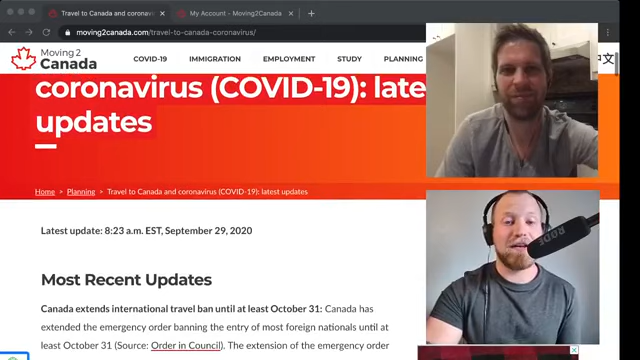 Travel to Canada and coronavir
My Account - Moving2Canada
moving2canada.com/travel-to-canada-coronavirus/
Moving 2
Canada
COVID-19
IMMIGRATION
EMPLOYMENT
STUDY
PLANNING
中文
coronavirus (COVID-19): late
updates
Home > Planning > Travel to Canada and coronavirus (COVID-19): latest updates
Latest update: 8:23 a.m. EST, September 29, 2020
Most Recent Updates
Canada extends international travel ban until at least October 31: Canada has
extended the emergency order banning the entry of most foreign nationals until at
least October 31 (Source: Order in Council). The extension of the emergency order
RODE